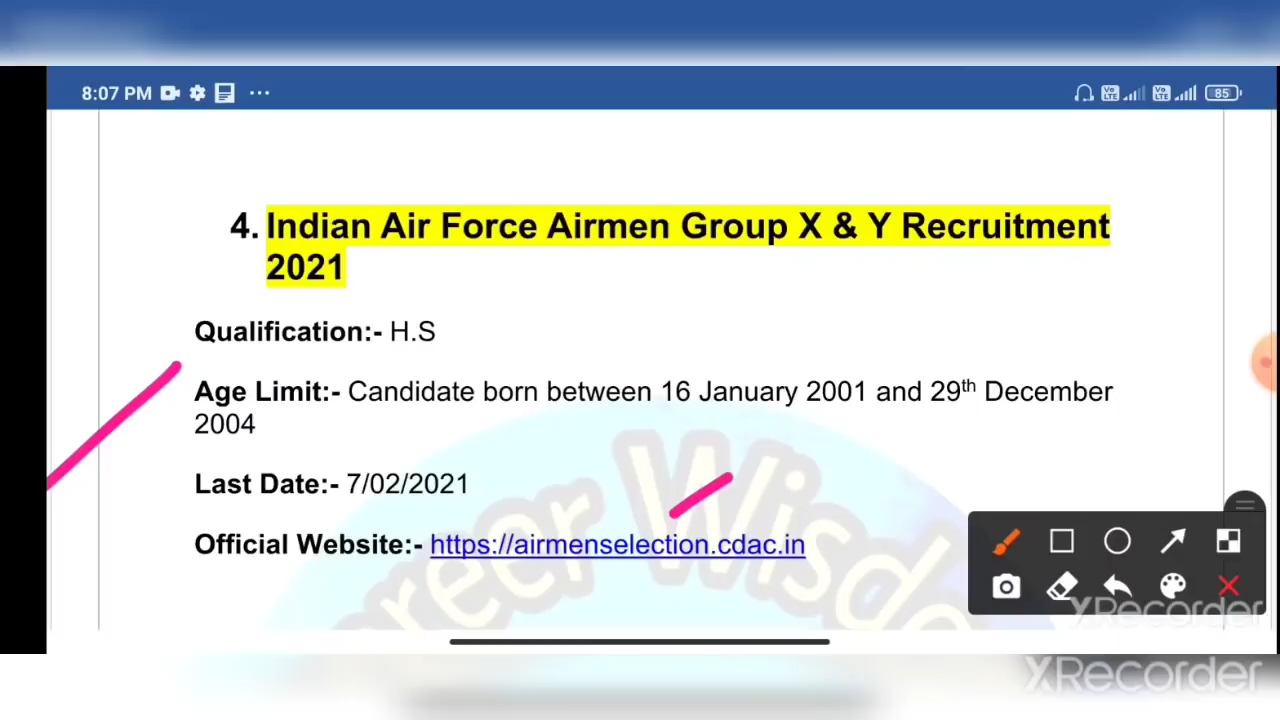 8:07 PM
85
4. Indian Air Force Airmen Group X & Y Recruitment
2021
Qualification:- H.S
Age Limit:- Candidate born between 16 January 2001 and 29th December
2004
Last Date:- 7/02/2021
Official Website:- https://airmenselection.cdac.in
XRecorder
XRecorder